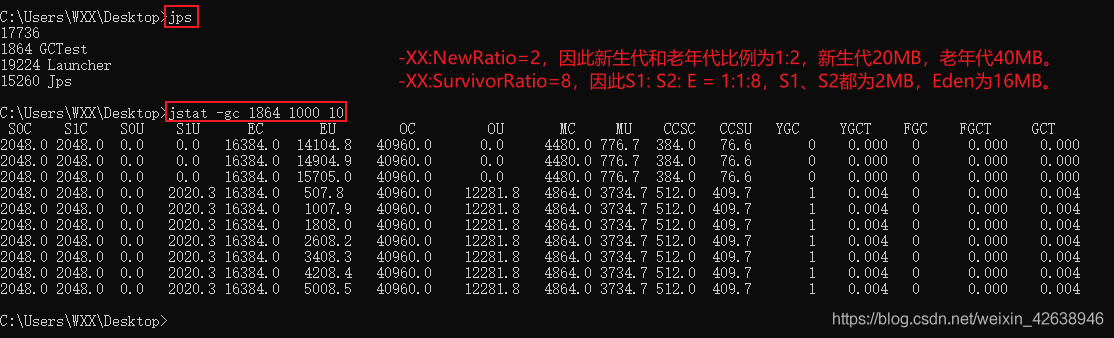 C:\Users\WXX\Desktop>jps
17736
1864 GCTest
19224 Launcher
15260 Jps
-XX:NewRatio=2，因此新生代和老年代比例为1:2，新生代20MB，老年代40MB。
-XX:SurvivorRatio=8，因此S1: S2: E = 1:1:8，S1、S2都为2MB，Eden为16MB。
C:\Users\WXX\Desktop>jstat -gc 1864 1000 10
S0C S1C S0U S1U EC EU OC OU MC MU CCSC CCSU YGC YGCT FGC FGCT GCT
2048.0 2048.0 0.0 0.0 16384.0 14104.8 40960.0 0.0 4480.0 776.7 384.0 76.6 0 0.000 0 0.000 0.000
2048.0 2048.0 0.0 0.0 16384.0 14904.9 40960.0 0.0 4480.0 776.7 384.0 76.6 0 0.000 0 0.000 0.000
2048.0 2048.0 0.0 0.0 16384.0 15705.0 40960.0 0.0 4480.0 776.7 384.0 76.6 0 0.000 0 0.000 0.000
2048.0 2048.0 0.0 2020.3 16384.0 507.8 40960.0 12281.8 4864.0 3734.7 512.0 409.7 1 0.004 0 0.000 0.004
2048.0 2048.0 0.0 2020.3 16384.0 1007.9 40960.0 12281.8 4864.0 3734.7 512.0 409.7 1 0.004 0 0.000 0.004
2048.0 2048.0 0.0 2020.3 16384.0 1808.0 40960.0 12281.8 4864.0 3734.7 512.0 409.7 1 0.004 0 0.000 0.004
2048.0 2048.0 0.0 2020.3 16384.0 2608.2 40960.0 12281.8 4864.0 3734.7 512.0 409.7 1 0.004 0 0.000 0.004
2048.0 2048.0 0.0 2020.3 16384.0 3408.3 40960.0 12281.8 4864.0 3734.7 512.0 409.7 1 0.004 0 0.000 0.004
2048.0 2048.0 0.0 2020.3 16384.0 4208.4 40960.0 12281.8 4864.0 3734.7 512.0 409.7 1 0.004 0 0.000 0.004
2048.0 2048.0 0.0 2020.3 16384.0 5008.5 40960.0 12281.8 4864.0 3734.7 512.0 409.7 1 0.004 0 0.000 0.004
C:\Users\WXX\Desktop>
https://blog.csdn.net/weixin_42638946